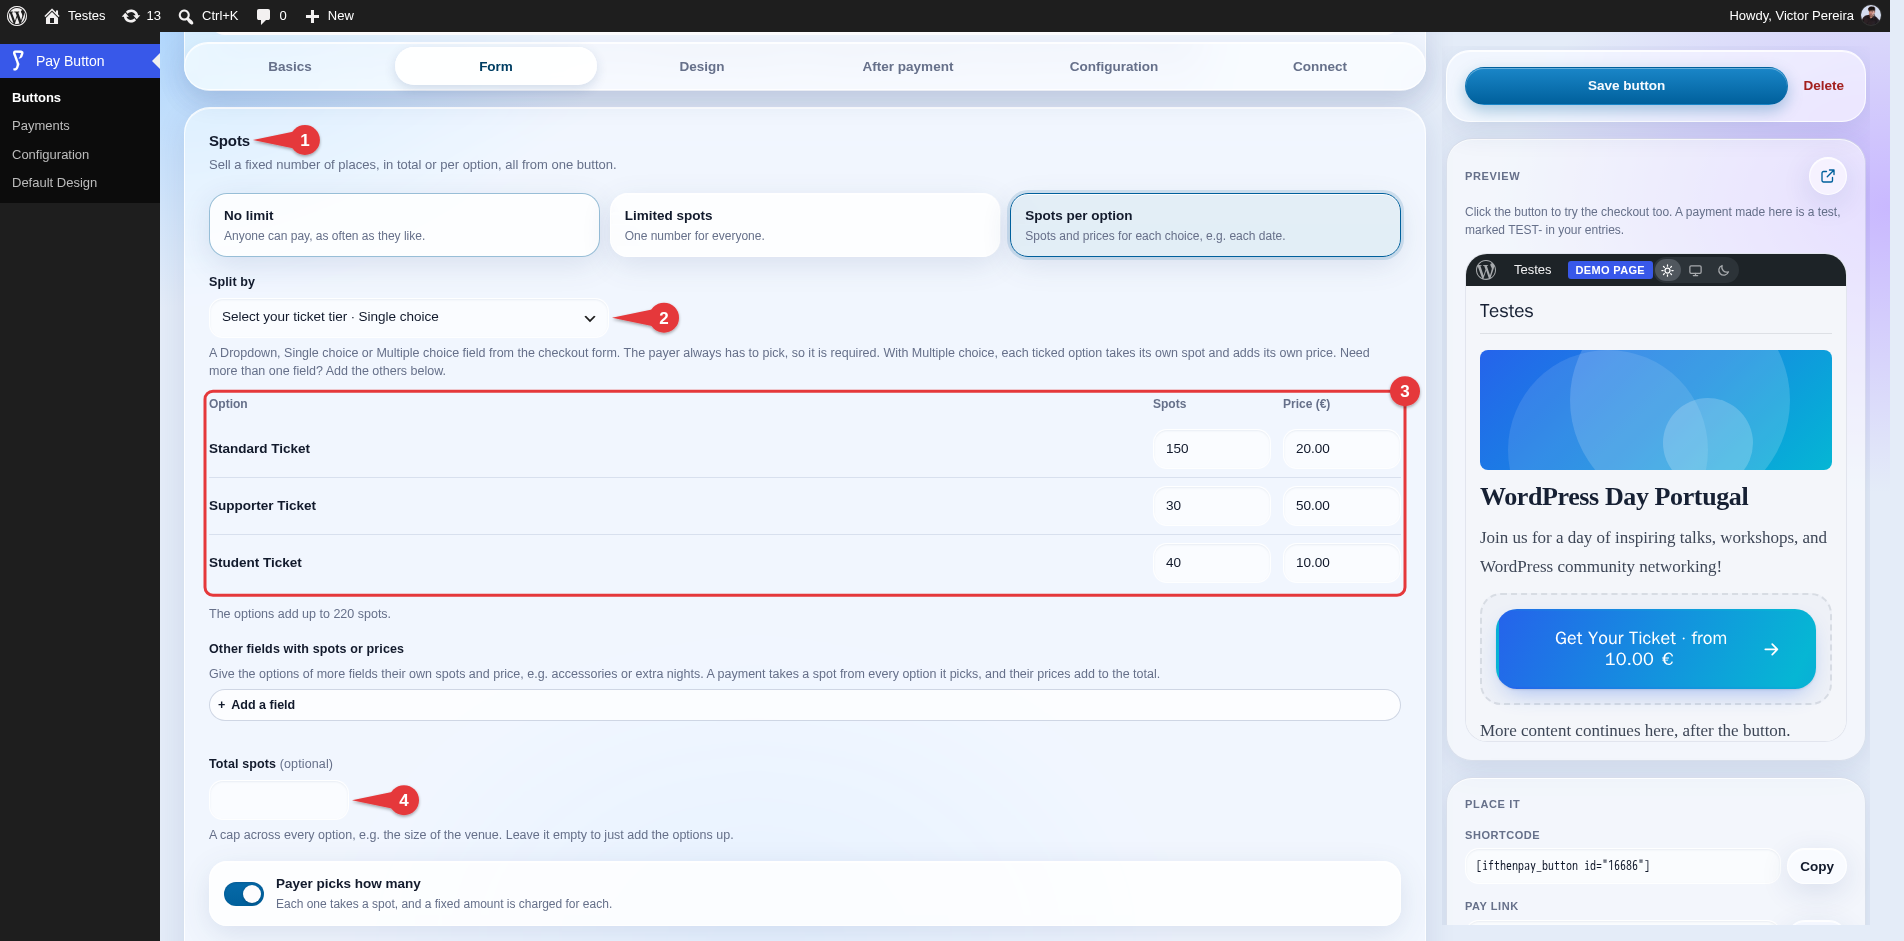 Testes
13
Ctrl+K
0
New
Howdy, Victor Pereira
Pay Button
Buttons
Payments
Configuration
Default Design
Basics
Form
Design
After payment
Configuration
Connect
Spots
1
Sell a fixed number of places, in total or per option, all from one button.
No limit
Anyone can pay, as often as they like.
Limited spots
One number for everyone.
Spots per option
Spots and prices for each choice, e.g. each date.
Split by
Select your ticket tier · Single choice
2
A Dropdown, Single choice or Multiple choice field from the checkout form. The payer always has to pick, so it is required. With Multiple choice, each ticked option takes its own spot and adds its own price. Need
more than one field? Add the others below.
3
Option Spots Price (€)
Standard Ticket 150 20.00
Supporter Ticket 30 50.00
Student Ticket 40 10.00
The options add up to 220 spots.
Other fields with spots or prices
Give the options of more fields their own spots and price, e.g. accessories or extra nights. A payment takes a spot from every option it picks, and their prices add to the total.
+ Add a field
Total spots (optional)
4
A cap across every option, e.g. the size of the venue. Leave it empty to just add the options up.
Payer picks how many
Each one takes a spot, and a fixed amount is charged for each.
Save button
Delete
PREVIEW
Click the button to try the checkout too. A payment made here is a test,
marked TEST- in your entries.
Testes
DEMO PAGE
Testes
WordPress Day Portugal
Join us for a day of inspiring talks, workshops, and
WordPress community networking!
Get Your Ticket · from
10.00 €
More content continues here, after the button.
PLACE IT
SHORTCODE
[ifthenpay_button id="16686"]
Copy
PAY LINK